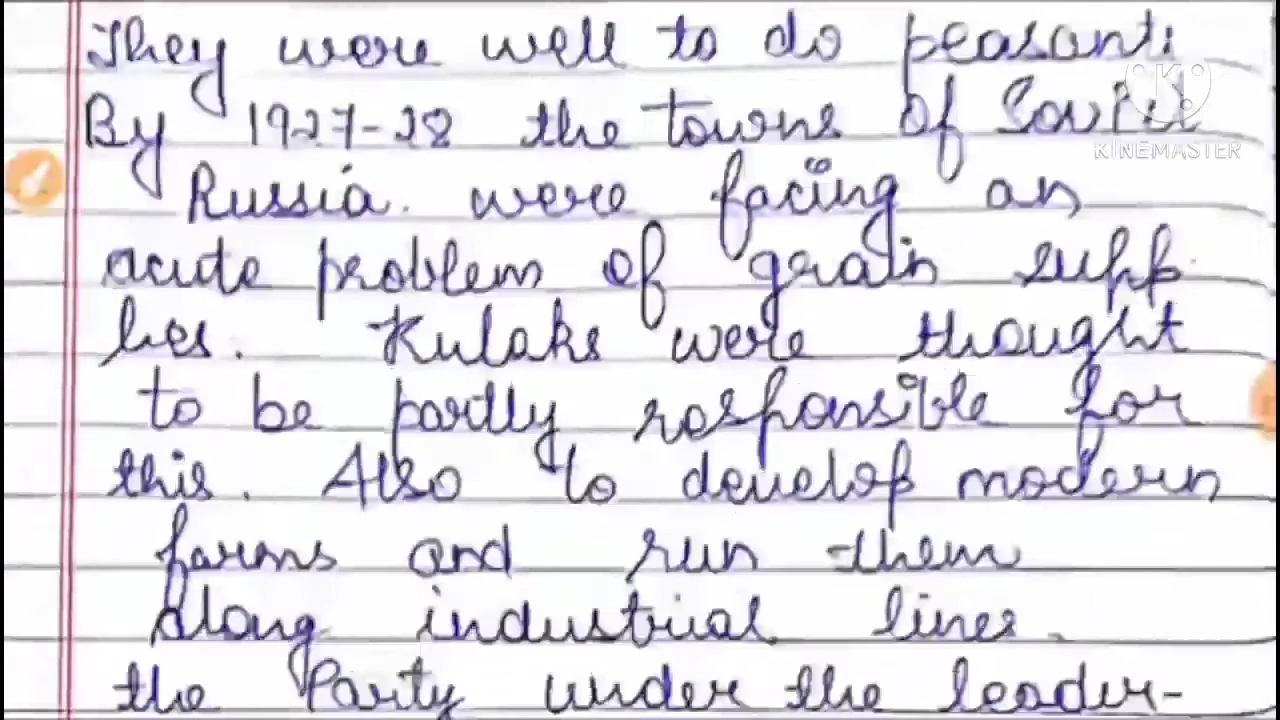 They were well to do peasants
By 1927-28 the towns of Soviet
KINEMASTER
Russia. were facing an
acute problem of grain supp
lies. Kulaks were thought
to be partly responsible for
this. Also to develop modern
farms and run them
along industrial lines.
the Party under the leader-